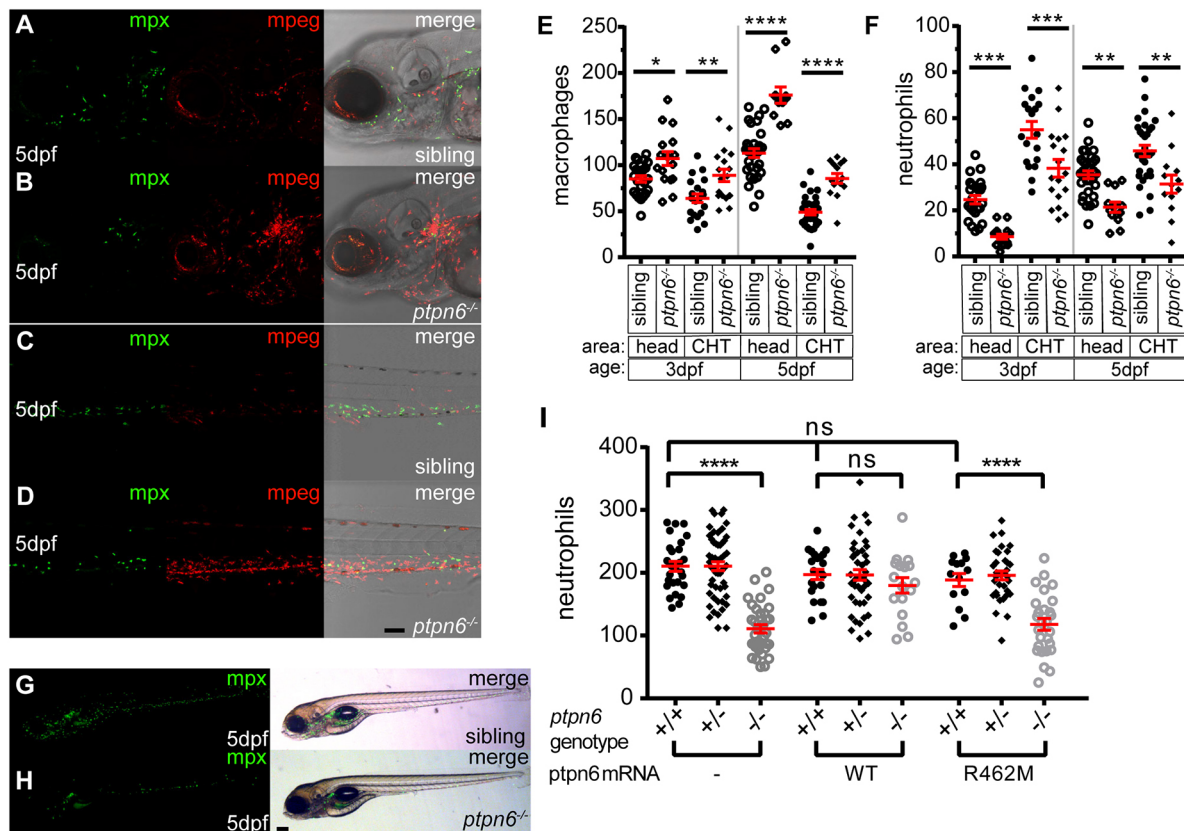 A
mpx
mpeg
merge
5dpf
sibling
B
mpx
mpeg
merge
5dpf
ptpn6-/-
C
mpx
mpeg
merge
5dpf
sibling
D
mpx
mpeg
merge
5dpf
ptpn6-/-
E
macrophages
250
200
150
100
50
0
* ** **** ****
sibling ptpn6-/- sibling ptpn6-/- sibling ptpn6-/- sibling ptpn6-/-
area: head CHT head CHT
age: 3dpf 5dpf
F
neutrophils
100
80
60
40
20
0
*** *** ** **
sibling ptpn6-/- sibling ptpn6-/- sibling ptpn6-/- sibling ptpn6-/-
area: head CHT head CHT
age: 3dpf 5dpf
G
mpx
merge
5dpf
sibling
H
mpx
merge
5dpf
ptpn6-/-
I
neutrophils
400
300
200
100
0
ns
**** ns ****
ptpn6 genotype +/+ +/- -/- +/+ +/- -/- +/+ +/- -/-
ptpn6 mRNA - WT R462M